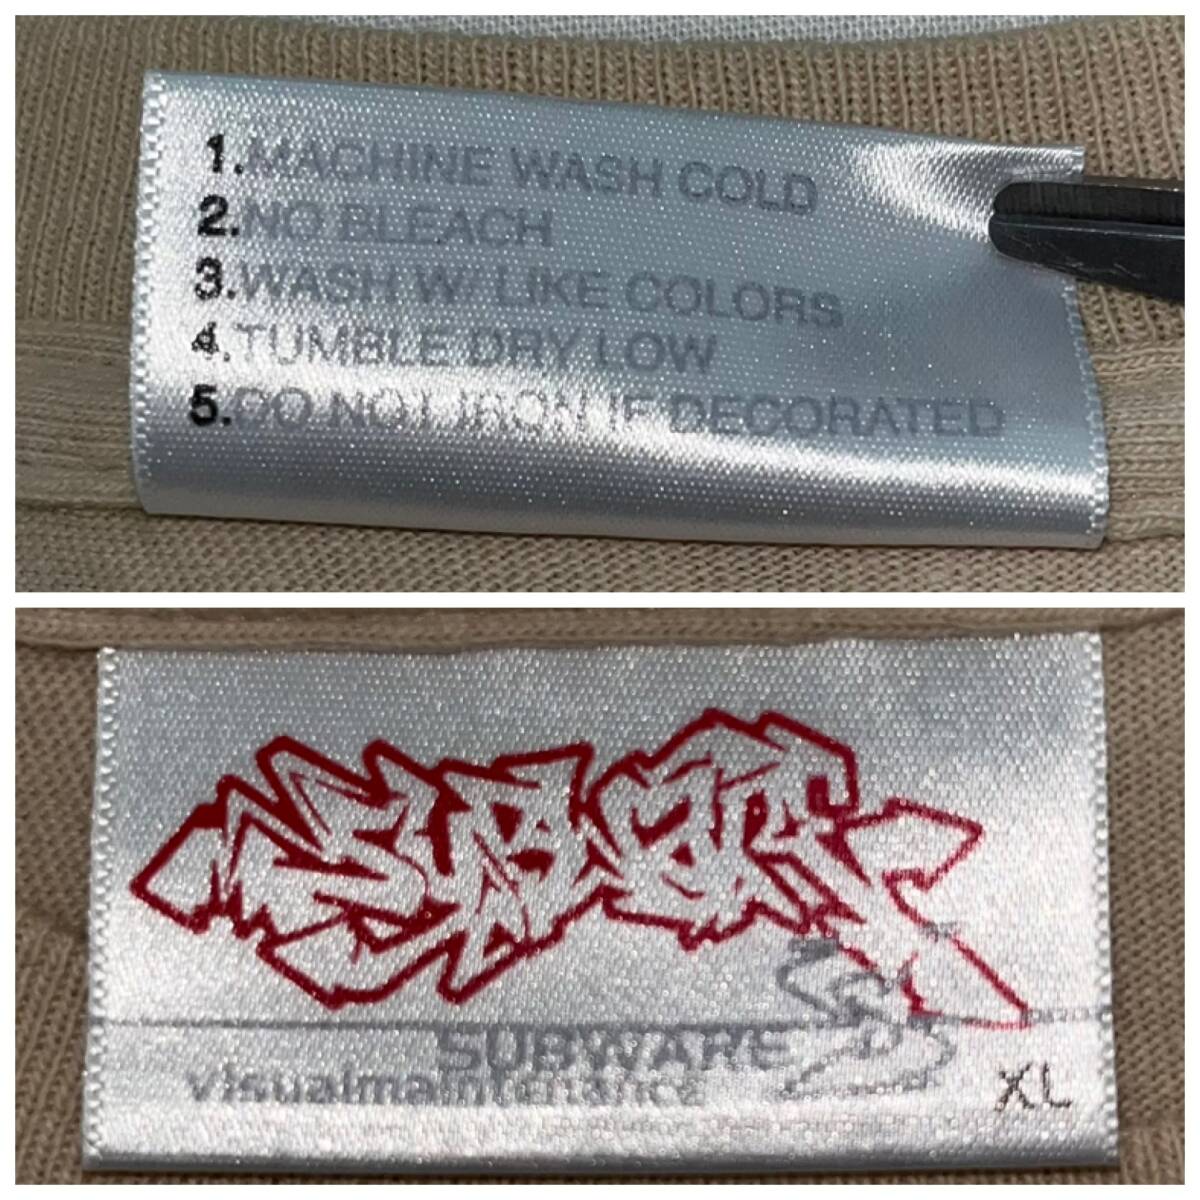 1.MACHINE WASH COLD
2.NO BLEACH
3.WASH W/ LIKE COLORS
4.TUMBLE DRY LOW
5.DO NOT IRON IF DECORATED
SUBWARE
visualmaintenance
XL